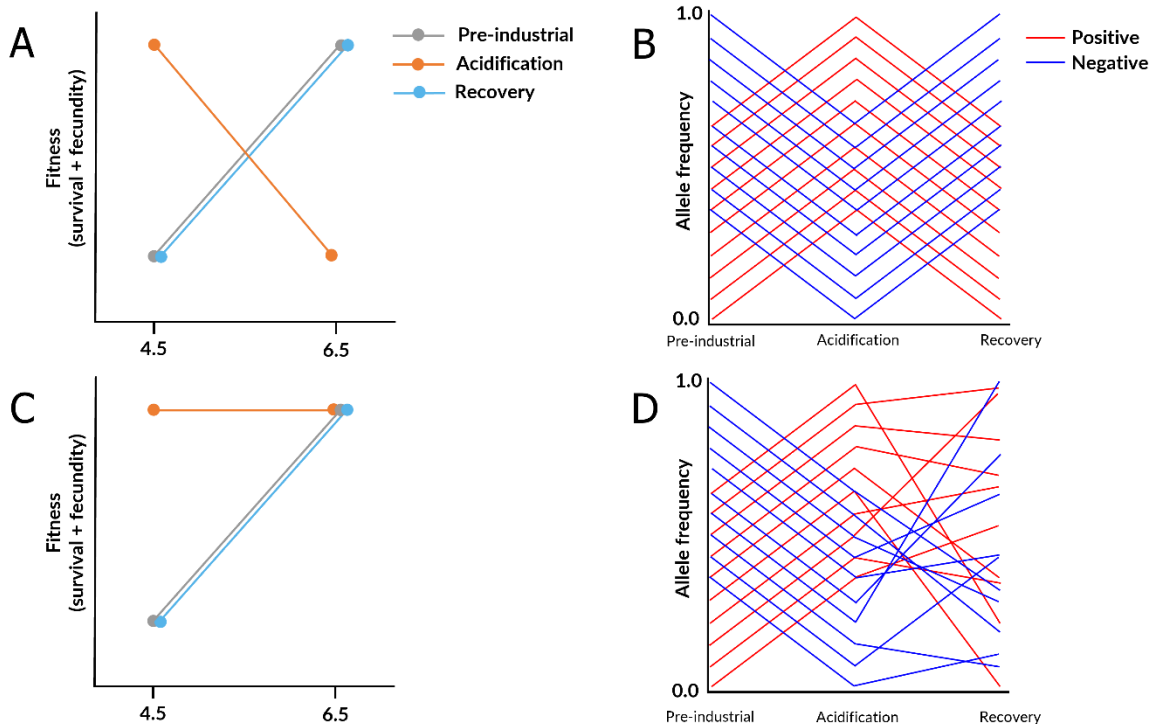 A
Pre-industrial
Acidification
Recovery
Fitness
(survival + fecundity)
4.5
6.5
B
1.0
Positive
Negative
Allele frequency
0.0
Pre-industrial
Acidification
Recovery
C
Fitness
(survival + fecundity)
4.5
6.5
D
1.0
Allele frequency
0.0
Pre-industrial
Acidification
Recovery